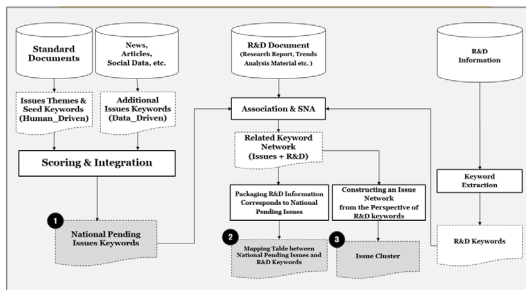 Standard
Documents
News,
Articles,
Social Data, etc.
R&D Document
(Research Report, Trends
Analysis Material etc. )
R&D
Information
Issues Themes &
Seed Keywords
(Human_Driven)
Additional
Issues Keywords
(Data_Driven)
Association & SNA
Scoring & Integration
Related Keyword
Network
(Issues + R&D)
Keyword
Extraction
Packaging R&D Information
Corresponds to National
Pending Issues
Constructing an Issue
Network
from the Perspective of
R&D keywords
1
National Pending
Issues Keywords
2
Mapping Table between
National Pending Issues and
R&D Keywords
3
Issue Cluster
R&D Keywords